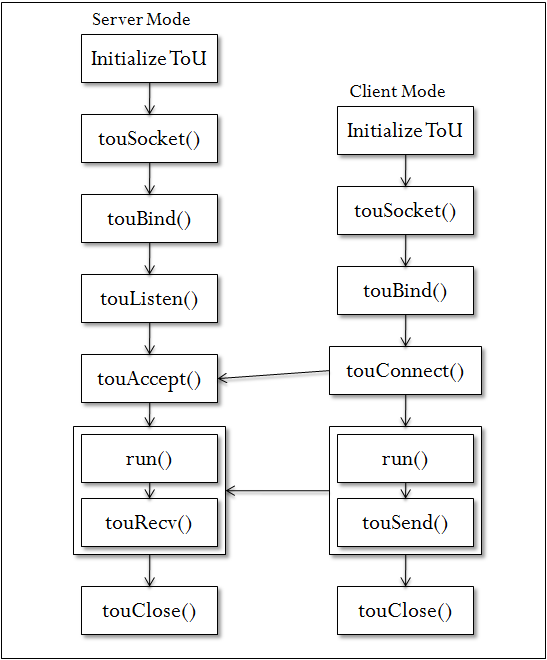 Server Mode
Initialize ToU
touSocket()
touBind()
touListen()
touAccept()
run()
touRecv()
touClose()
Client Mode
Initialize ToU
touSocket()
touBind()
touConnect()
run()
touSend()
touClose()